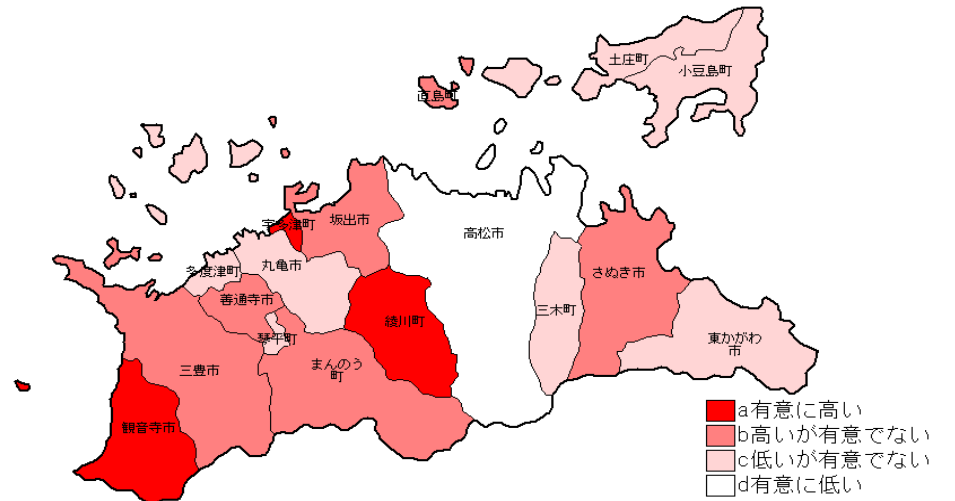 土庄町
小豆島町
直島町
宇多津町
坂出市
高松市
丸亀市
多度津町
さぬき市
善通寺市
三木町
綾川町
琴平町
東かがわ
市
まんのう
町
三豊市
観音寺市
a有意に高い
b高いが有意でない
c低いが有意でない
d有意に低い